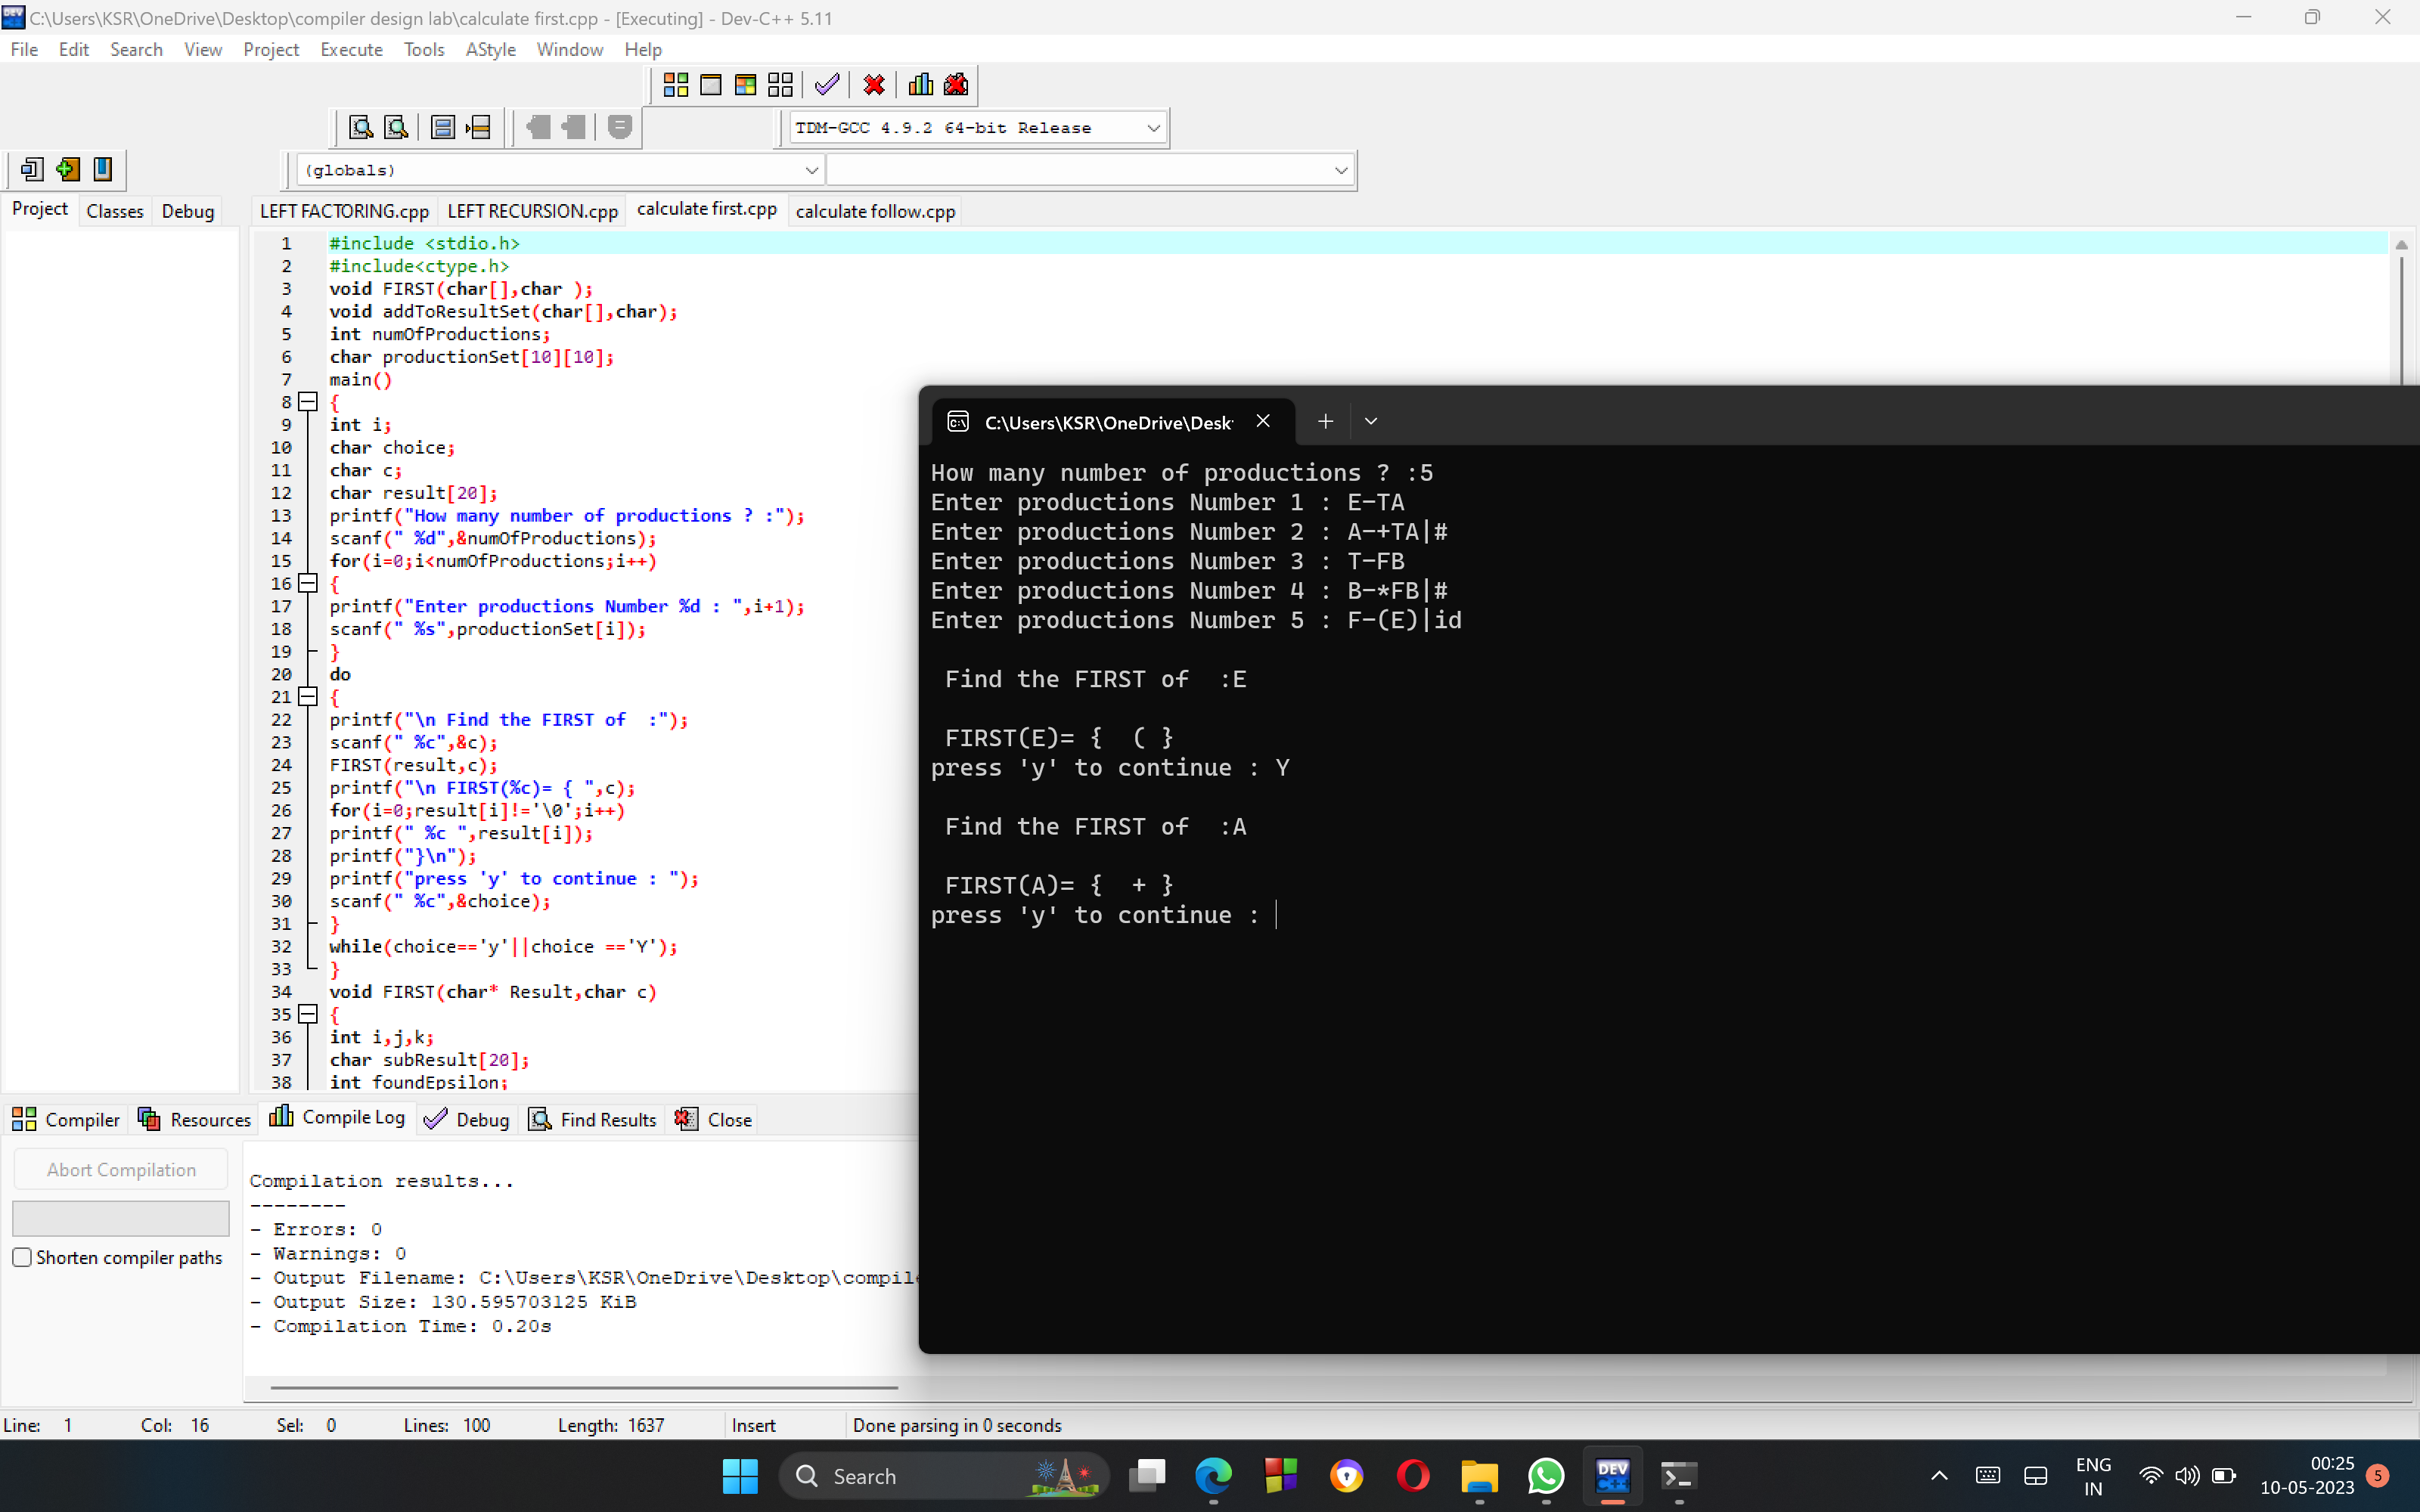 C:\Users\KSR\OneDrive\Desktop\compiler design lab\calculate first.cpp - [Executing] - Dev-C++ 5.11
File Edit Search View Project Execute Tools AStyle Window Help
TDM-GCC 4.9.2 64-bit Release
(globals)
Project Classes Debug
LEFT FACTORING.cpp LEFT RECURSION.cpp calculate first.cpp calculate follow.cpp
1 #include <stdio.h>
2 #include<ctype.h>
3 void FIRST(char[],char );
4 void addToResultSet(char[],char);
5 int numOfProductions;
6 char productionSet[10][10];
7 main()
8 {
9 int i;
10 char choice;
11 char c;
12 char result[20];
13 printf("How many number of productions ? :");
14 scanf(" %d",&numOfProductions);
15 for(i=0;i<numOfProductions;i++)
16 {
17 printf("Enter productions Number %d : ",i+1);
18 scanf(" %s",productionSet[i]);
19 }
20 do
21 {
22 printf("\n Find the FIRST of  :");
23 scanf(" %c",&c);
24 FIRST(result,c);
25 printf("\n FIRST(%c)= { ",c);
26 for(i=0;result[i]!='\0';i++)
27 printf(" %c ",result[i]);
28 printf("}\n");
29 printf("press 'y' to continue : ");
30 scanf(" %c",&choice);
31 }
32 while(choice=='y'||choice =='Y');
33 }
34 void FIRST(char* Result,char c)
35 {
36 int i,j,k;
37 char subResult[20];
38 int foundEpsilon;
C:\Users\KSR\OneDrive\Desk
How many number of productions ? :5
Enter productions Number 1 : E-TA
Enter productions Number 2 : A-+TA|#
Enter productions Number 3 : T-FB
Enter productions Number 4 : B-*FB|#
Enter productions Number 5 : F-(E)|id
Find the FIRST of  :E
FIRST(E)= {  ( }
press 'y' to continue : Y
Find the FIRST of  :A
FIRST(A)= {  + }
press 'y' to continue :
Compiler Resources Compile Log Debug Find Results Close
Abort Compilation
Shorten compiler paths
Compilation results...
--------
- Errors: 0
- Warnings: 0
- Output Filename: C:\Users\KSR\OneDrive\Desktop\compil
- Output Size: 130.595703125 KiB
- Compilation Time: 0.20s
Line: 1 Col: 16 Sel: 0 Lines: 100 Length: 1637 Insert Done parsing in 0 seconds
Search
DEV C++
ENG
IN
00:25
10-05-2023
5